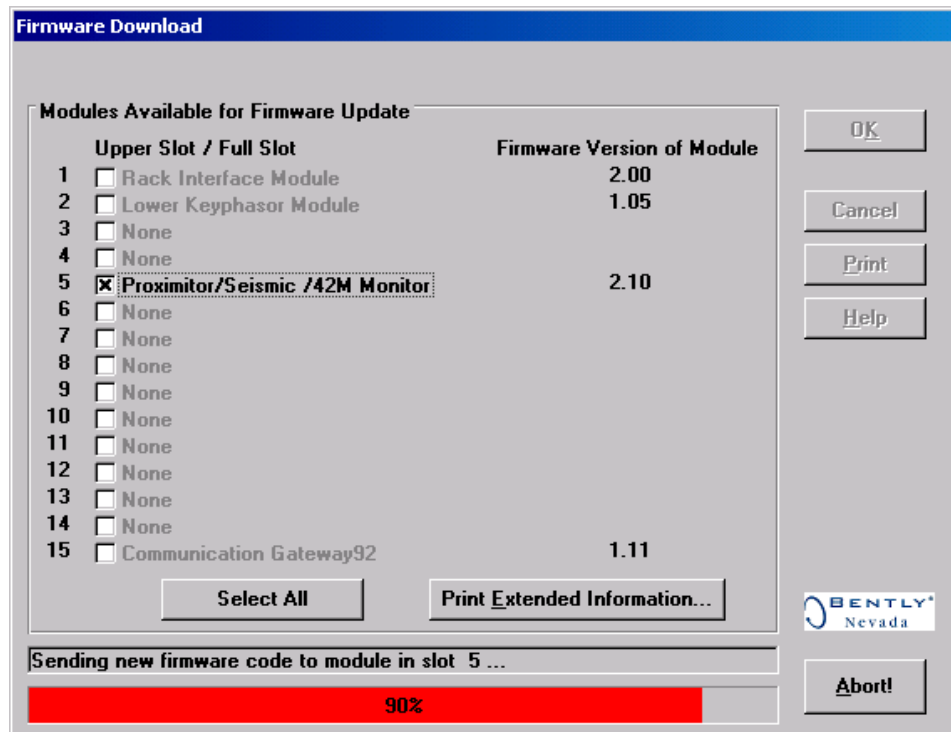 Firmware Download
Modules Available for Firmware Update
Upper Slot / Full Slot Firmware Version of Module
1 Rack Interface Module 2.00
2 Lower Keyphasor Module 1.05
3 None
4 None
5 Proximitor/Seismic /42M Monitor 2.10
6 None
7 None
8 None
9 None
10 None
11 None
12 None
13 None
14 None
15 Communication Gateway92 1.11
Select All Print Extended Information...
Sending new firmware code to module in slot 5 ...
90%
OK
Cancel
Print
Help
BENTLY
Nevada
Abort!